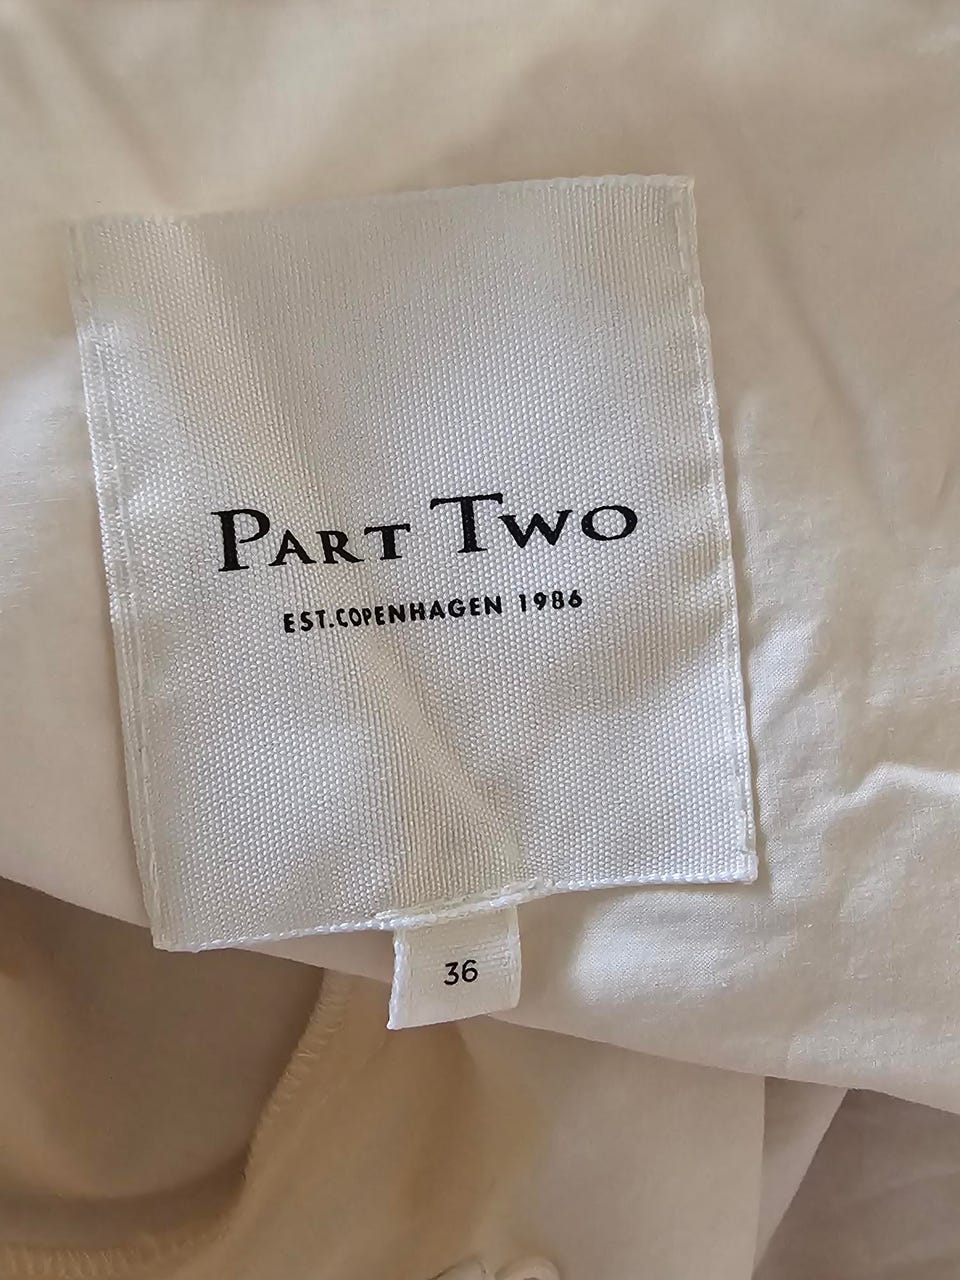 PART TWO
EST.COPENHAGEN 1986
36